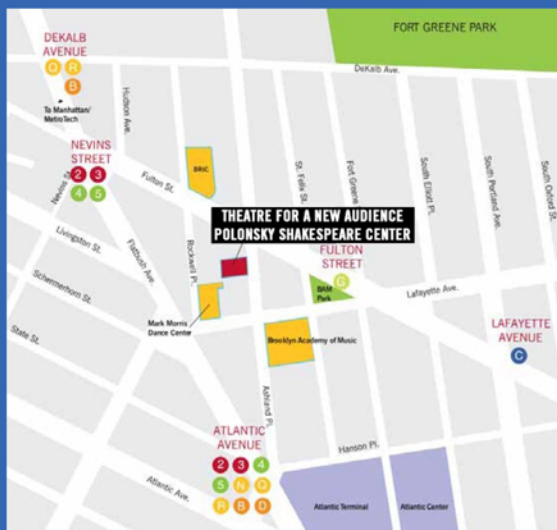 FORT GREENE PARK
DEKALB
AVENUE
Q R
B
To Manhattan/
MetroTech
DeKalb Ave.
Hudson Ave.
NEVINS
STREET
2 3
4 5
Nevins St.
Fulton St.
BRIC
St. Felix St.
Fort Greene
South Elliott Pl.
South Portland Ave.
South Oxford St.
THEATRE FOR A NEW AUDIENCE
POLONSKY SHAKESPEARE CENTER
Livingston St.
Flatbush Ave.
Rockwell Pl.
FULTON
STREET
G
Schermerhorn St.
BAM
Park
Lafayette Ave.
State St.
Mark Morris
Dance Center
Brooklyn Academy of Music
LAFAYETTE
AVENUE
C
Ashland Pl.
ATLANTIC
AVENUE
2 3 4
5 N Q
R B D
Hanson Pl.
Atlantic Ave.
Atlantic Terminal
Atlantic Center